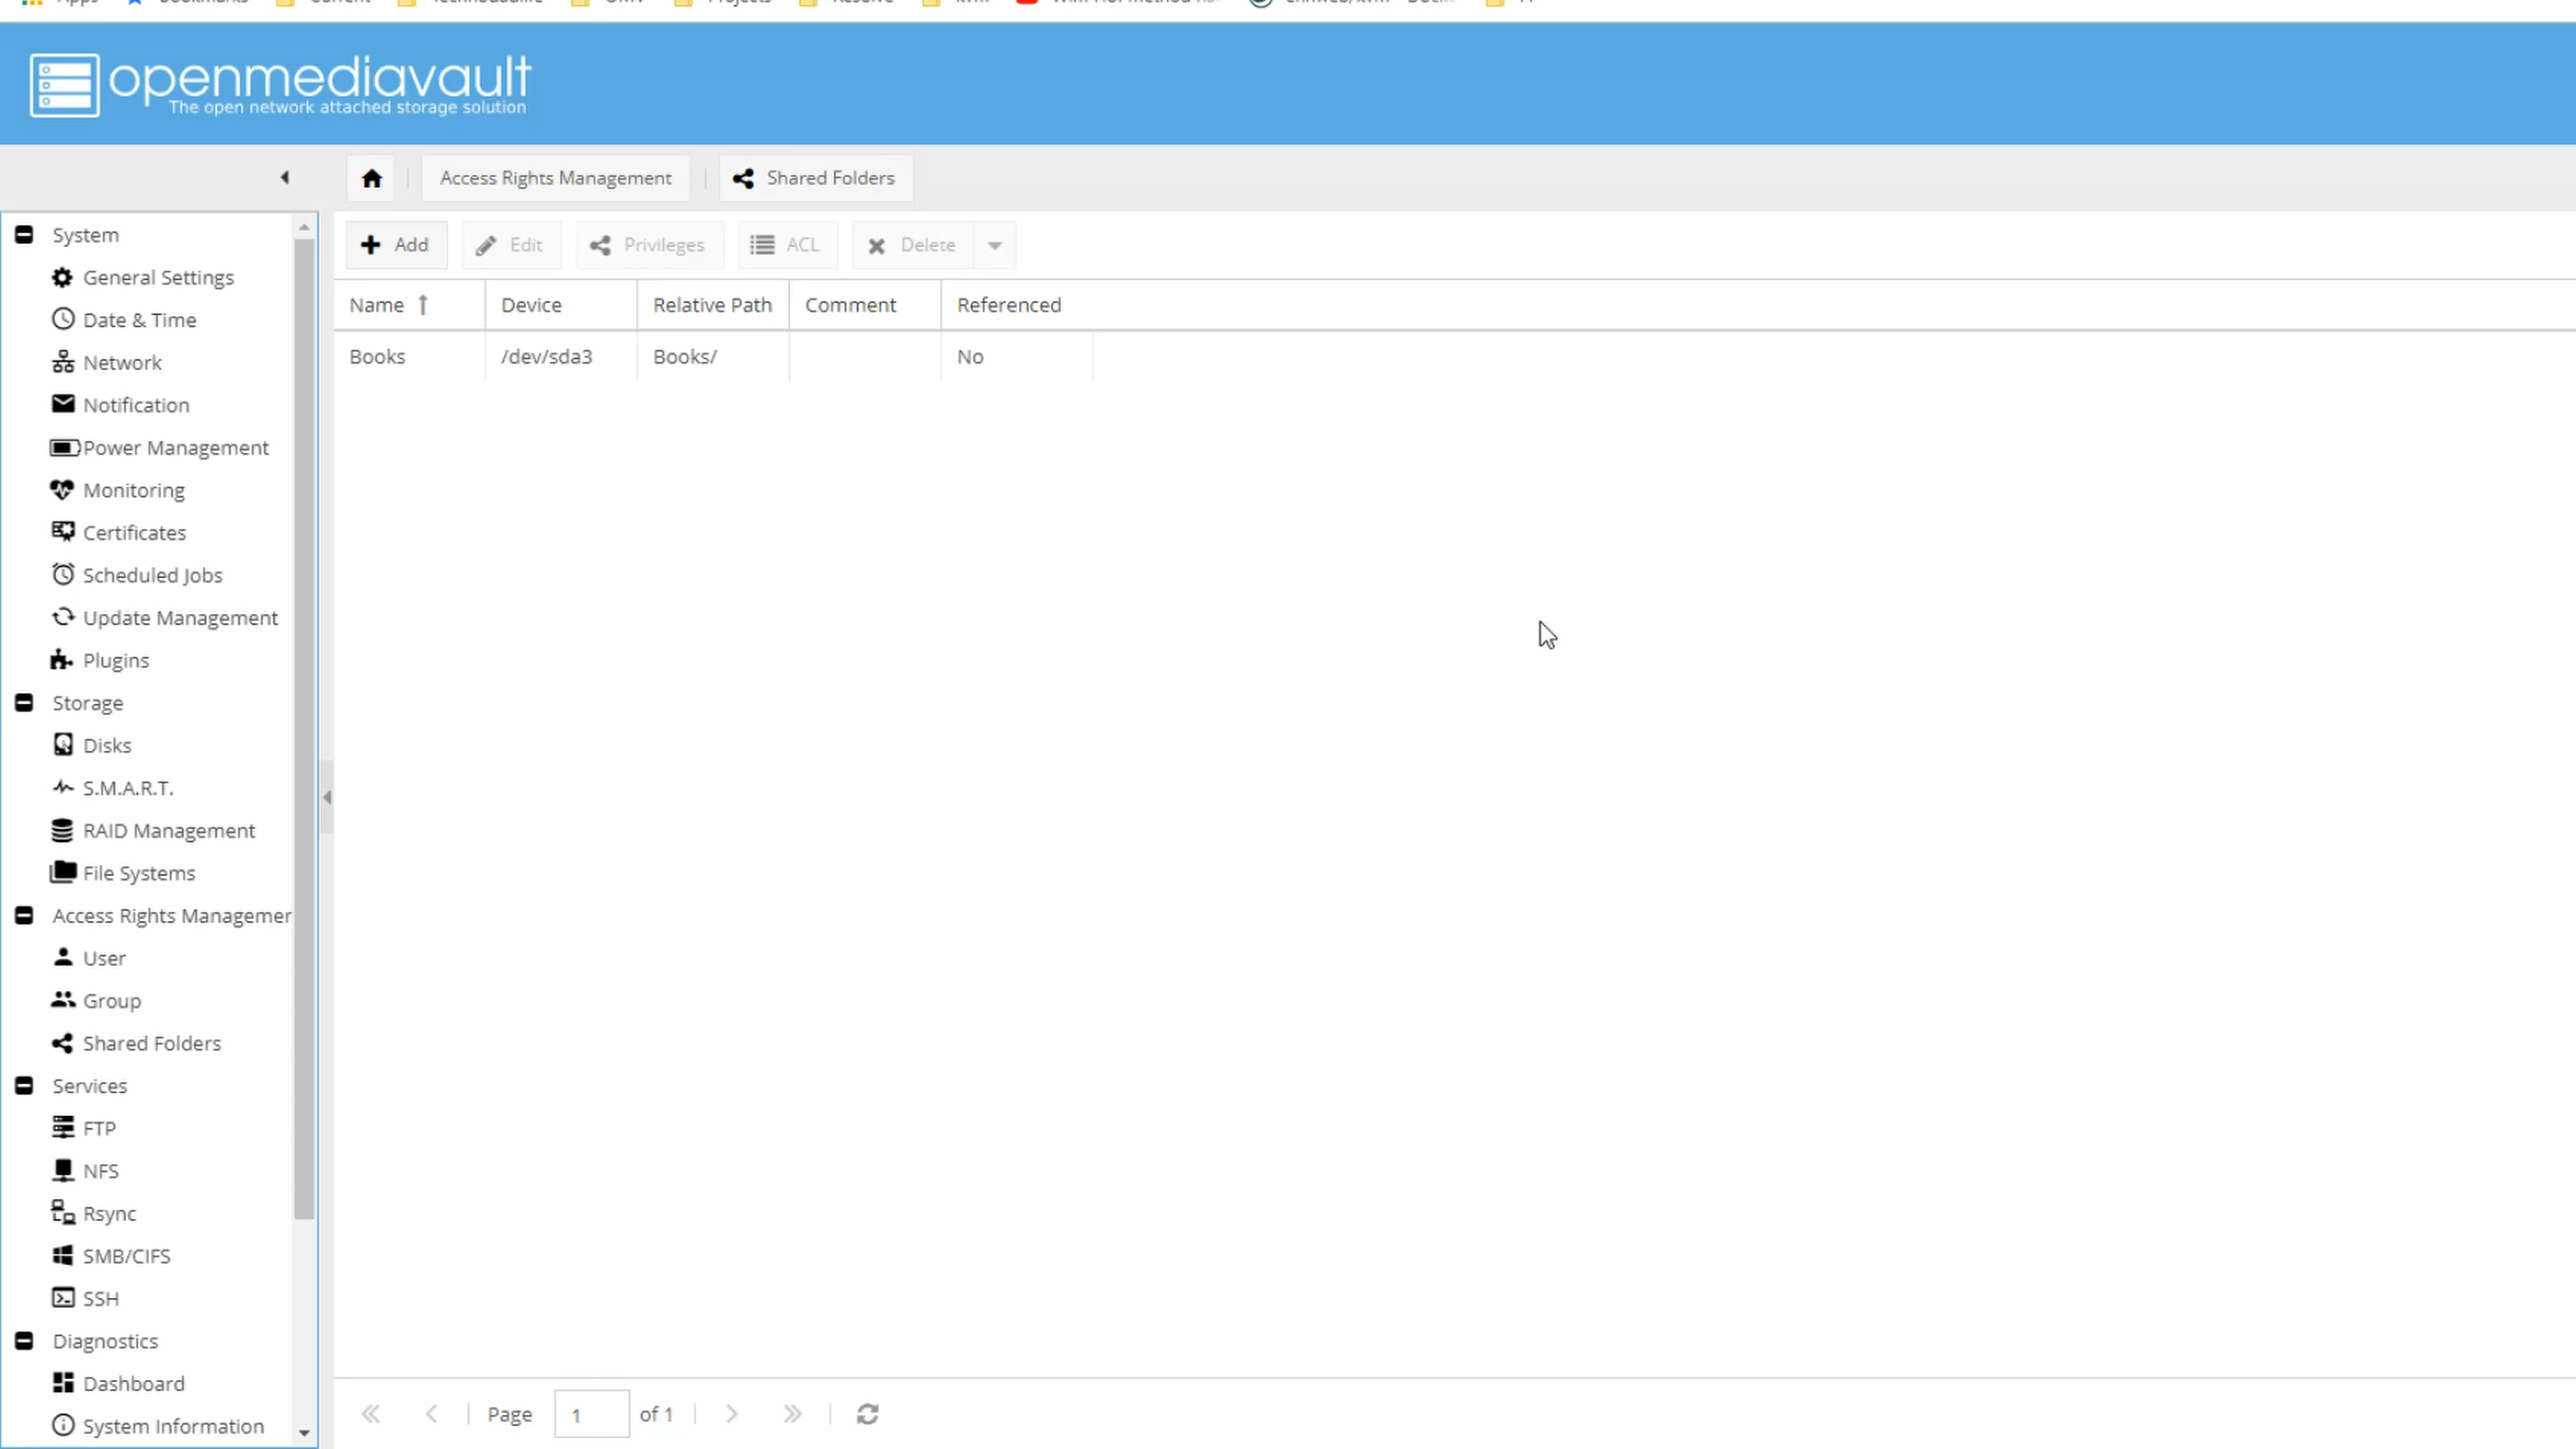 openmediavault
The open network attached storage solution
Access Rights Management
Shared Folders
System
General Settings
Date & Time
Network
Notification
Power Management
Monitoring
Certificates
Scheduled Jobs
Update Management
Plugins
Storage
Disks
S.M.A.R.T.
RAID Management
File Systems
Access Rights Managemen
User
Group
Shared Folders
Services
FTP
NFS
Rsync
SMB/CIFS
SSH
Diagnostics
Dashboard
System Information
Add Edit Privileges ACL Delete
Name Device Relative Path Comment Referenced
Books /dev/sda3 Books/ No
Page 1 of 1